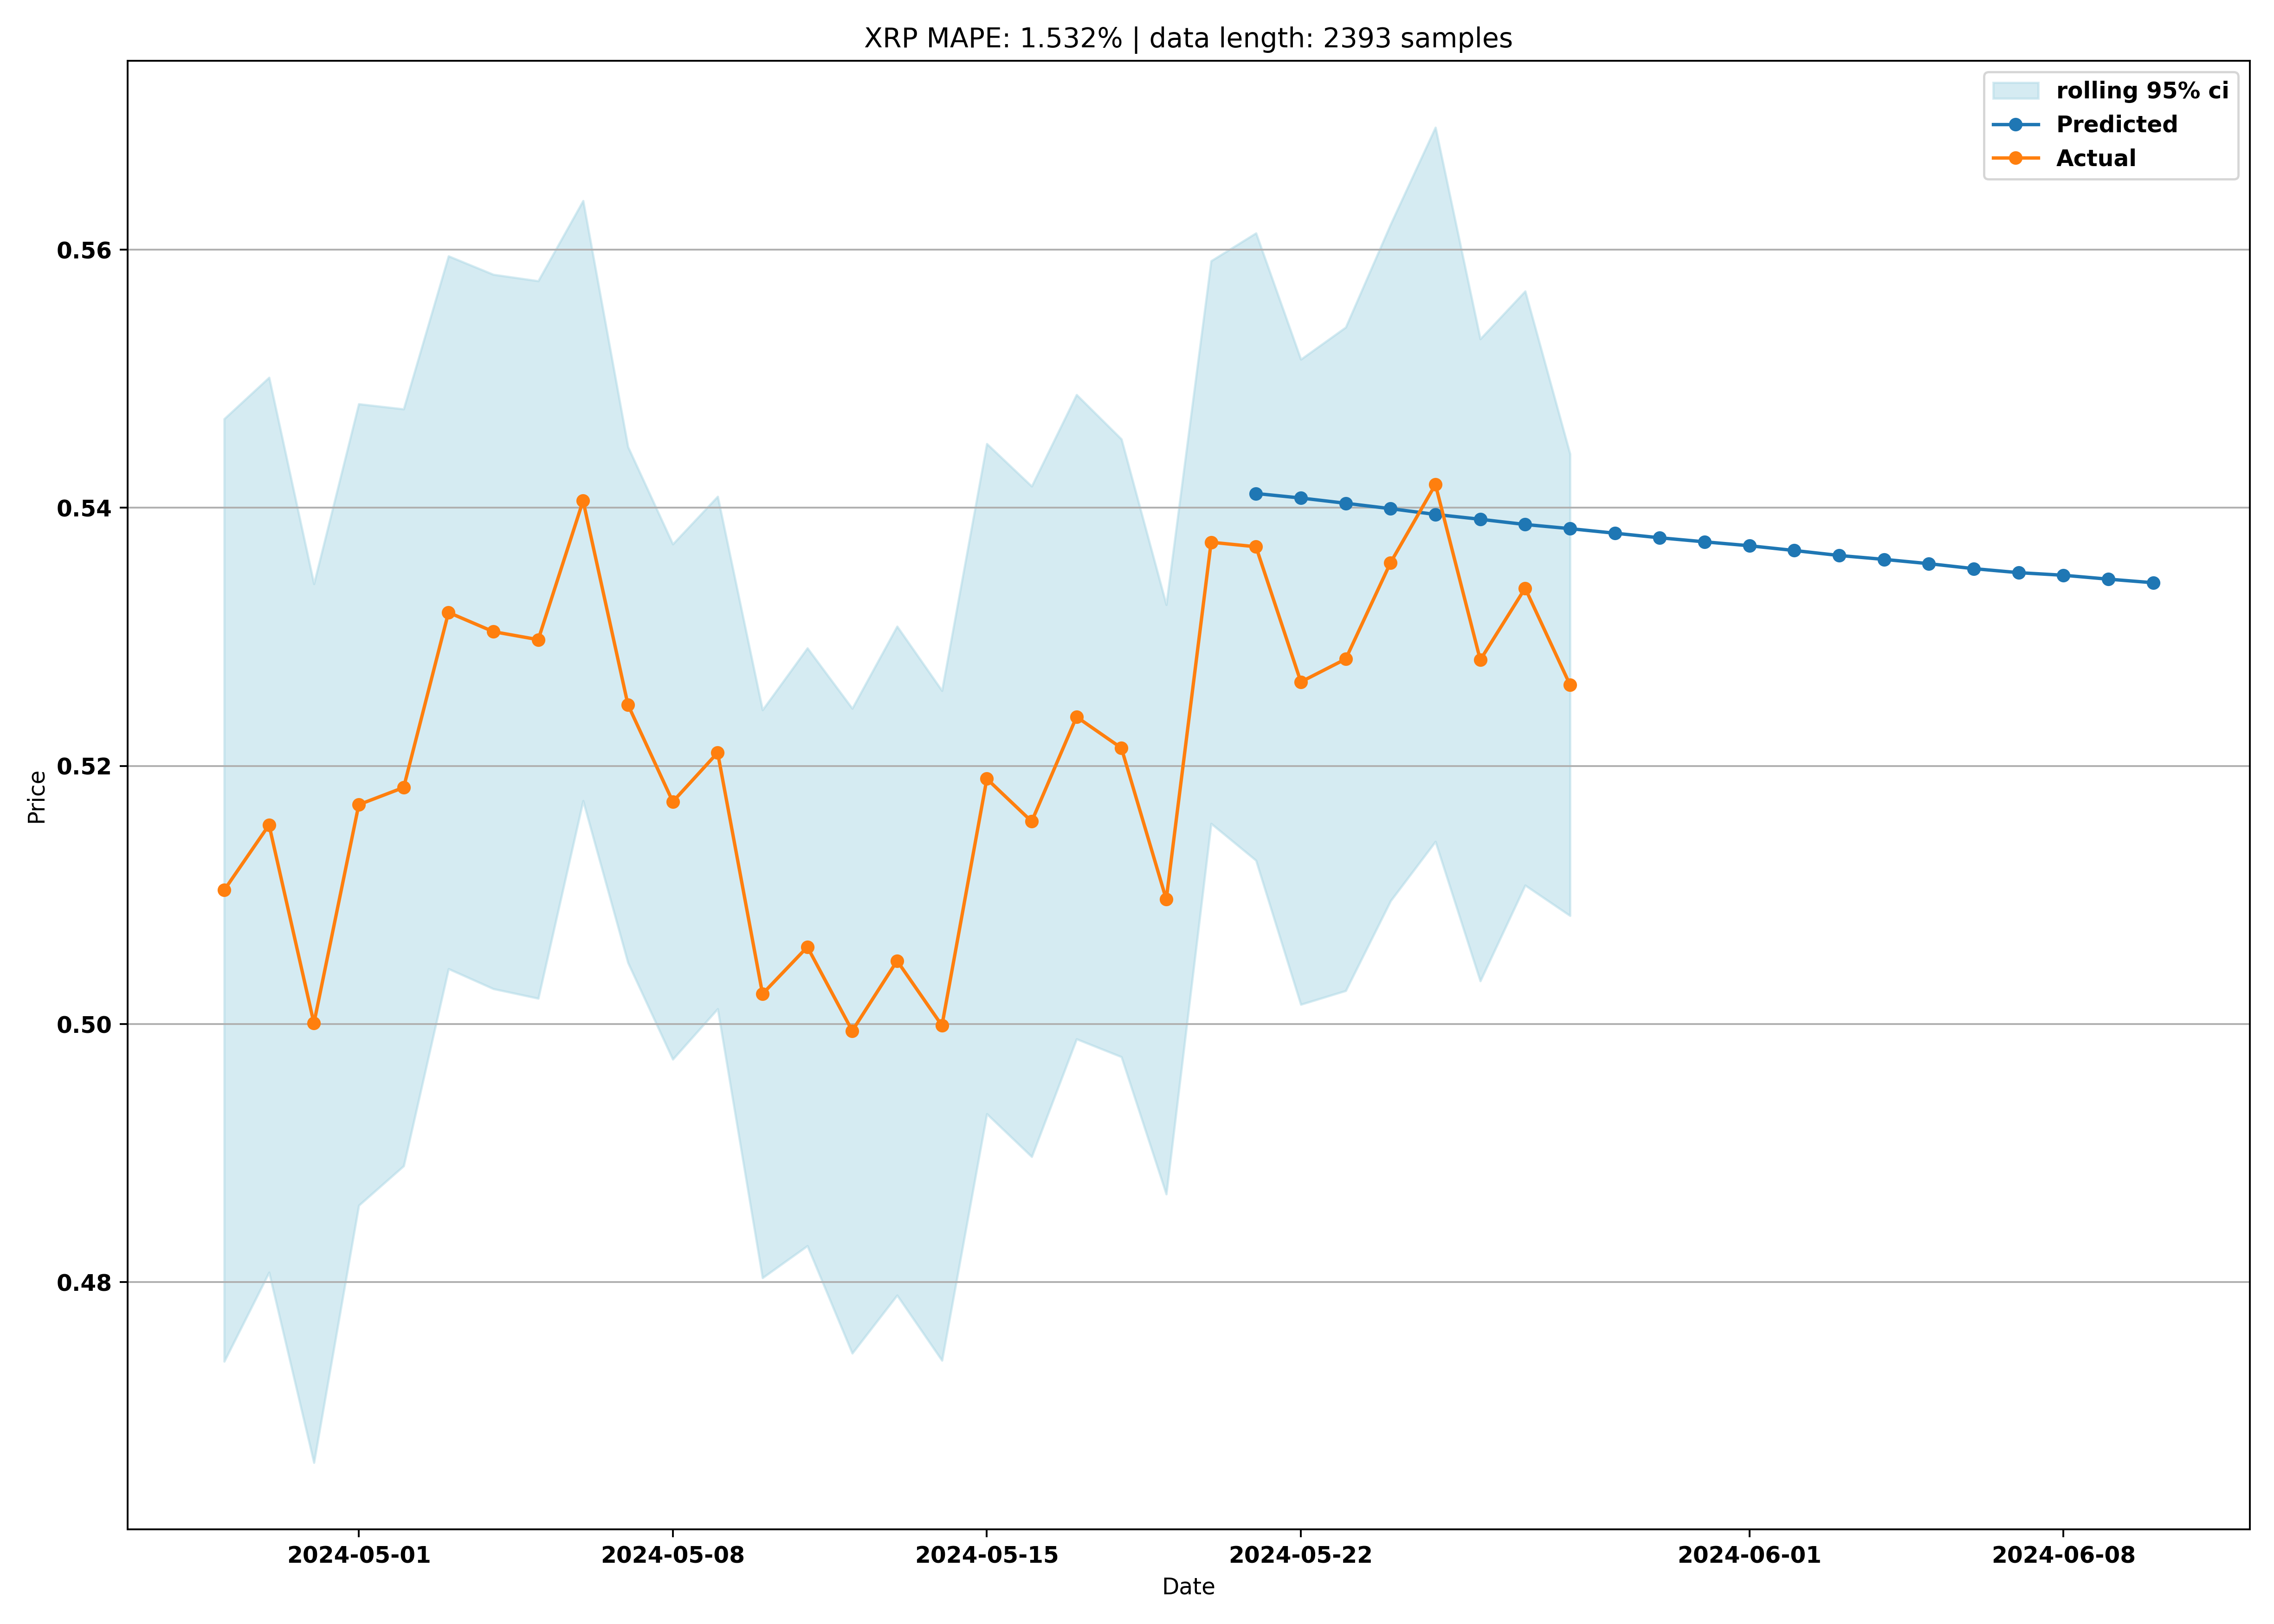 XRP MAPE: 1.532% | data length: 2393 samples
rolling 95% ci
Predicted
Actual
0.56
0.54
0.52
0.50
0.48
Price
2024-05-01
2024-05-08
2024-05-15
2024-05-22
2024-06-01
2024-06-08
Date